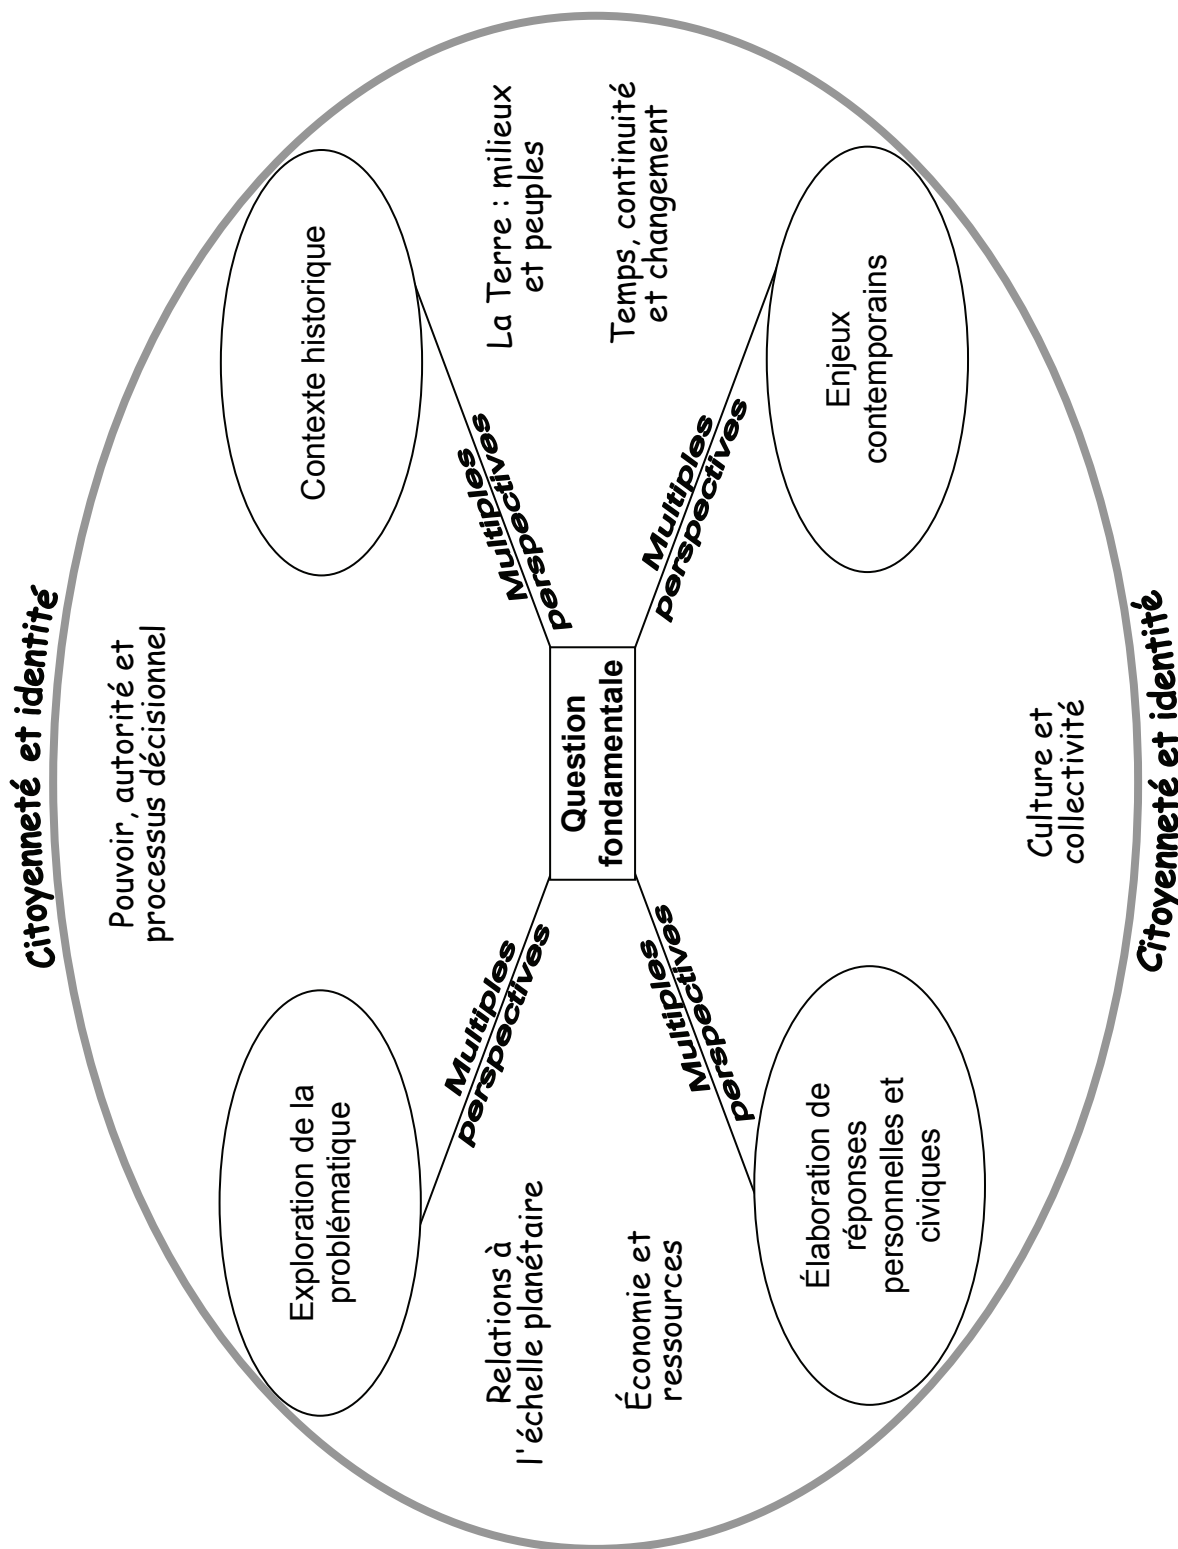 Citoyenneté et identité
Pouvoir, autorité et
processus décisionnel
Exploration de la
problématique
Contexte historique
Multiples
perspectives
Multiples
perspectives
Relations à
l'échelle planétaire
La Terre : milieux
et peuples
Question
fondamentale
Économie et
ressources
Temps, continuité
et changement
Multiples
perspectives
Multiples
perspectives
Élaboration de
réponses
personnelles et
civiques
Enjeux
contemporains
Culture et
collectivité
Citoyenneté et identité